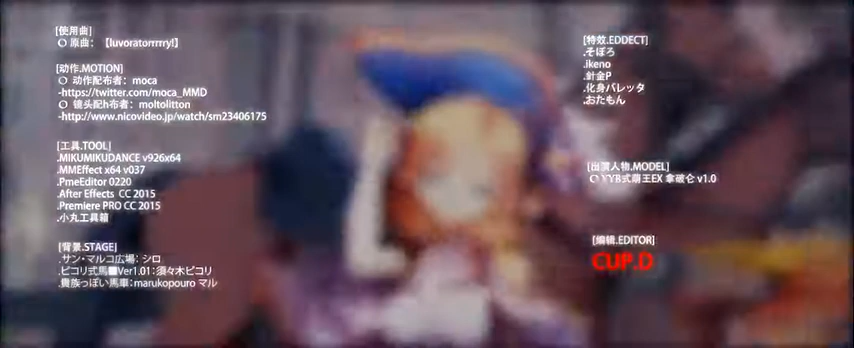 [使用曲]
○ 原曲：【luvoratorrrrry!】
[动作.MOTION]
○ 动作配布者：moca
-https://twitter.com/moca_MMD
○ 镜头配h布者：moltolitton
-http://www.nicovideo.jp/watch/sm23406175
[工具.TOOL]
.MIKUMIKUDANCE v926x64
.MMEffect x64 v037
.PmeEditor 0220
.After Effects CC 2015
.Premiere PRO CC 2015
.小丸工具箱
[背景.STAGE]
.サン・マルコ広場：シロ
.ピコリ式馬■Ver1.01：須々木ピコリ
.貴族っぽい馬車：marukopouro マル
[特效.EDDECT]
.そぼろ
.ikeno
.針金P
.化身バレッタ
.おたもん
[出演人物.MODEL]
○YYB式萌王EX 拿破仑 v1.0
[编辑.EDITOR]
CUP.D